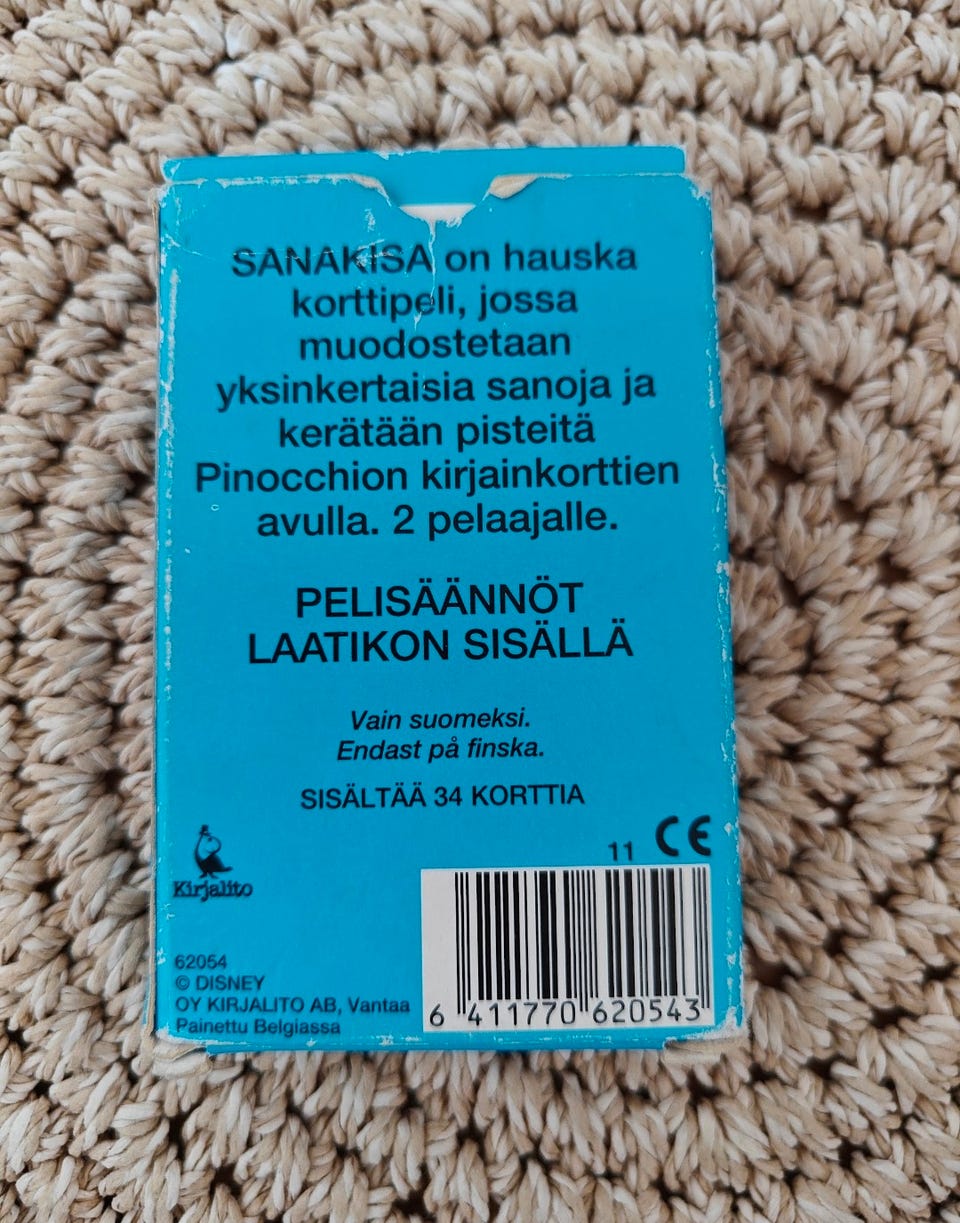 SANAKISA on hauska
korttipeli, jossa
muodostetaan
yksinkertaisia sanoja ja
kerätään pisteitä
Pinocchion kirjainkorttien
avulla. 2 pelaajalle.
PELISÄÄNNÖT
LAATIKON SISÄLLÄ
Vain suomeksi.
Endast på finska.
SISÄLTÄÄ 34 KORTTIA
11 CE
Kirjalito
62054
© DISNEY
OY KIRJALITO AB, Vantaa
Painettu Belgiassa
6 411770 620543